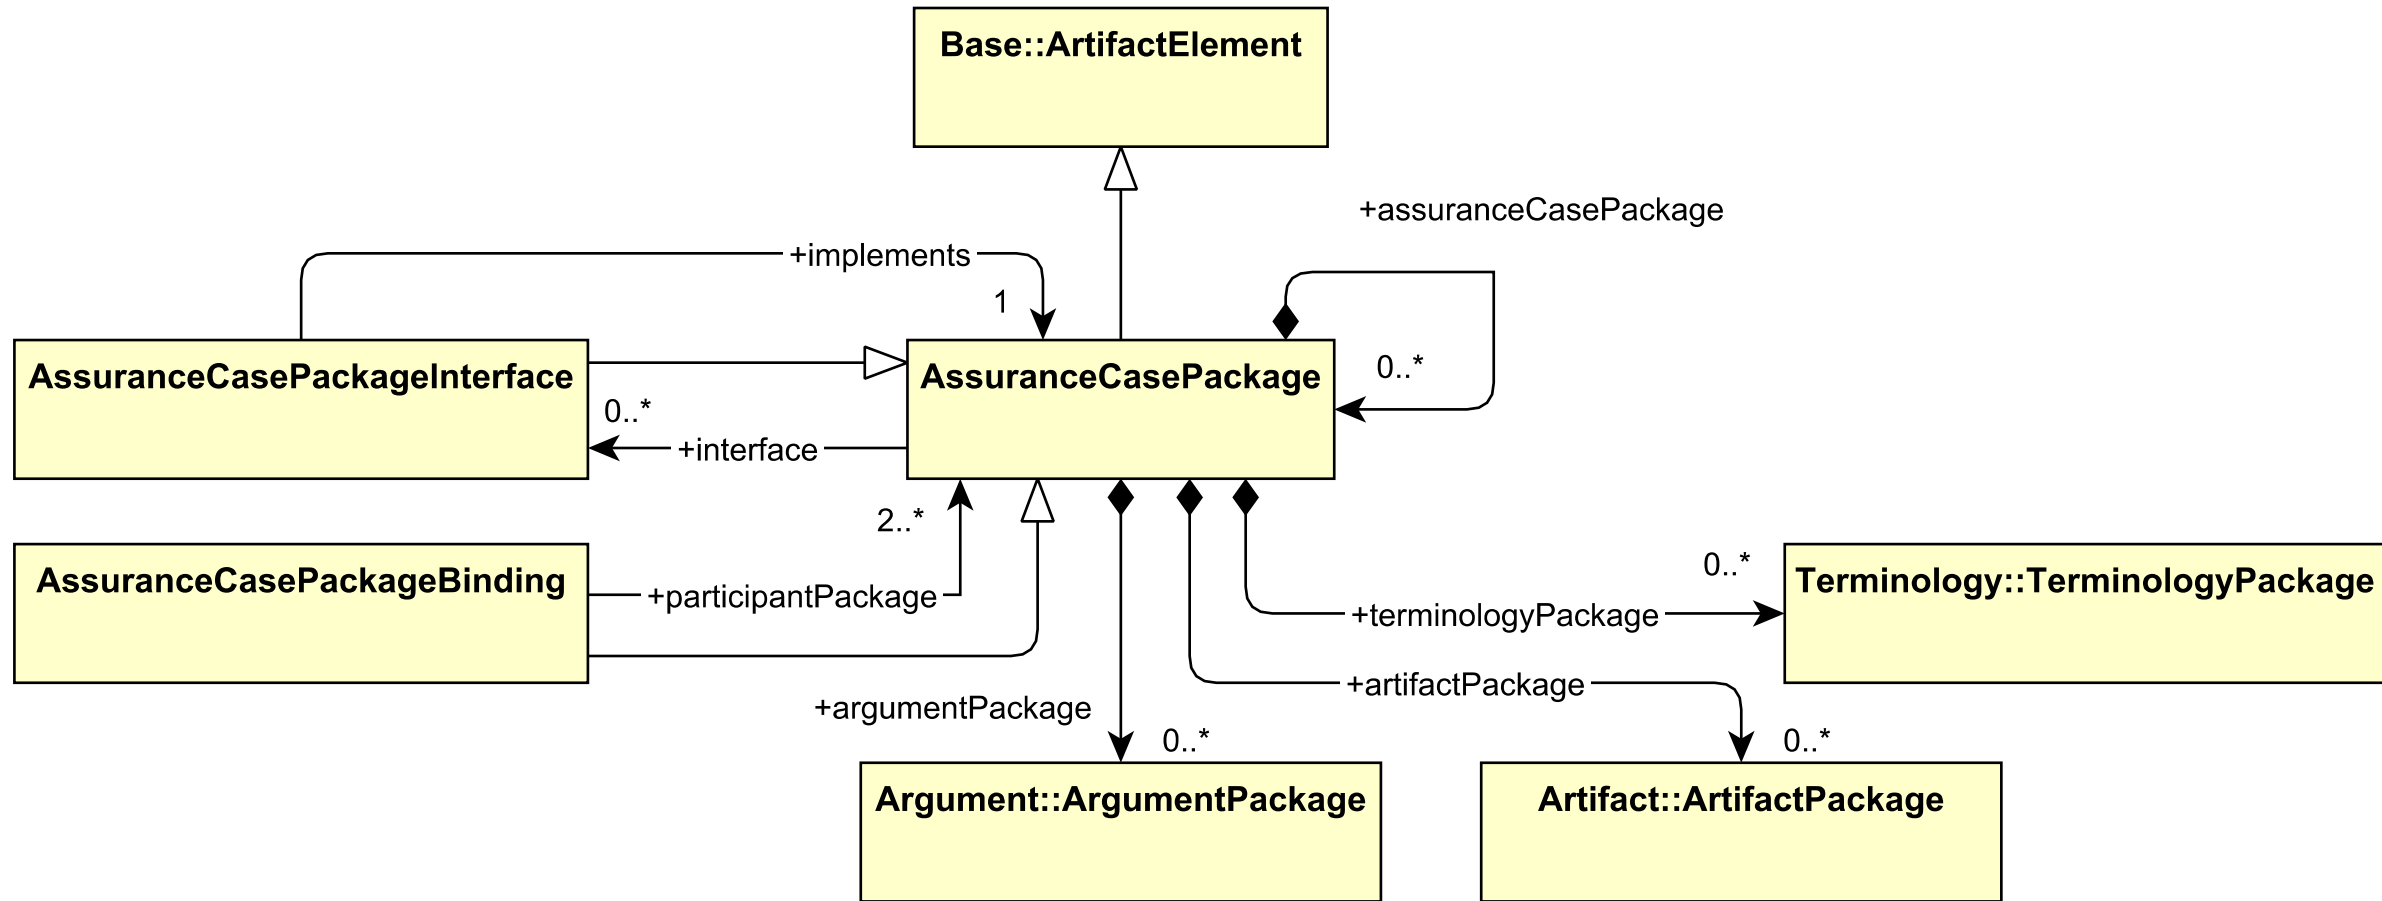 Base::ArtifactElement
+assuranceCasePackage
+implements
1
AssuranceCasePackageInterface
AssuranceCasePackage
0..*
0..*
+interface
2..*
AssuranceCasePackageBinding
+participantPackage
0..*
Terminology::TerminologyPackage
+terminologyPackage
+artifactPackage
+argumentPackage
0..*
0..*
Argument::ArgumentPackage
Artifact::ArtifactPackage